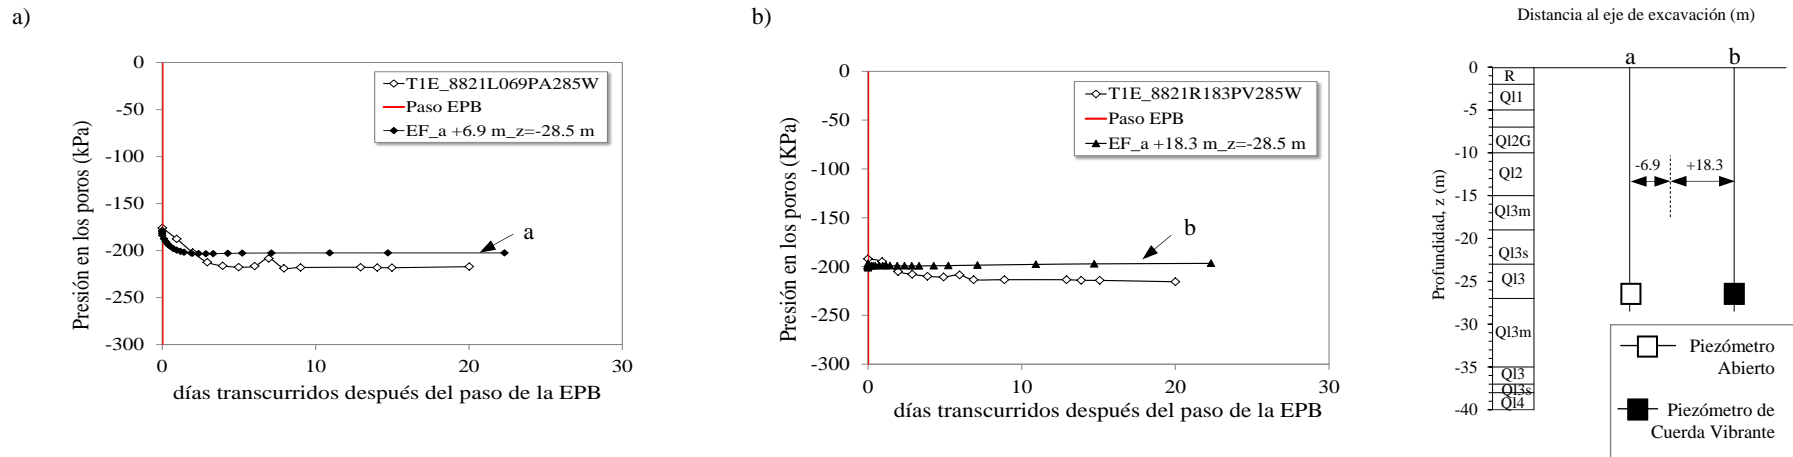 a)
0
-50
-100
-150
-200
-250
-300
Presión en los poros (kPa)
T1E_8821L069PA285W
Paso EPB
EF_a +6.9 m_z=-28.5 m
a
0
10
20
30
días transcurridos después del paso de la EPB
b)
0
-50
-100
-150
-200
-250
-300
Presión en los poros (KPa)
T1E_8821R183PV285W
Paso EPB
EF_a +18.3 m_z=-28.5 m
b
0
10
20
30
días transcurridos después del paso de la EPB
Distancia al eje de excavación (m)
a
b
0
-5
-10
-15
-20
-25
-30
-35
-40
Profundidad, z (m)
R
Ql1
Ql2G
Ql2
Ql3m
Ql3s
Ql3
Ql3m
Ql3
Ql3s
Ql4
-6.9
+18.3
Piezómetro
Abierto
Piezómetro de
Cuerda Vibrante